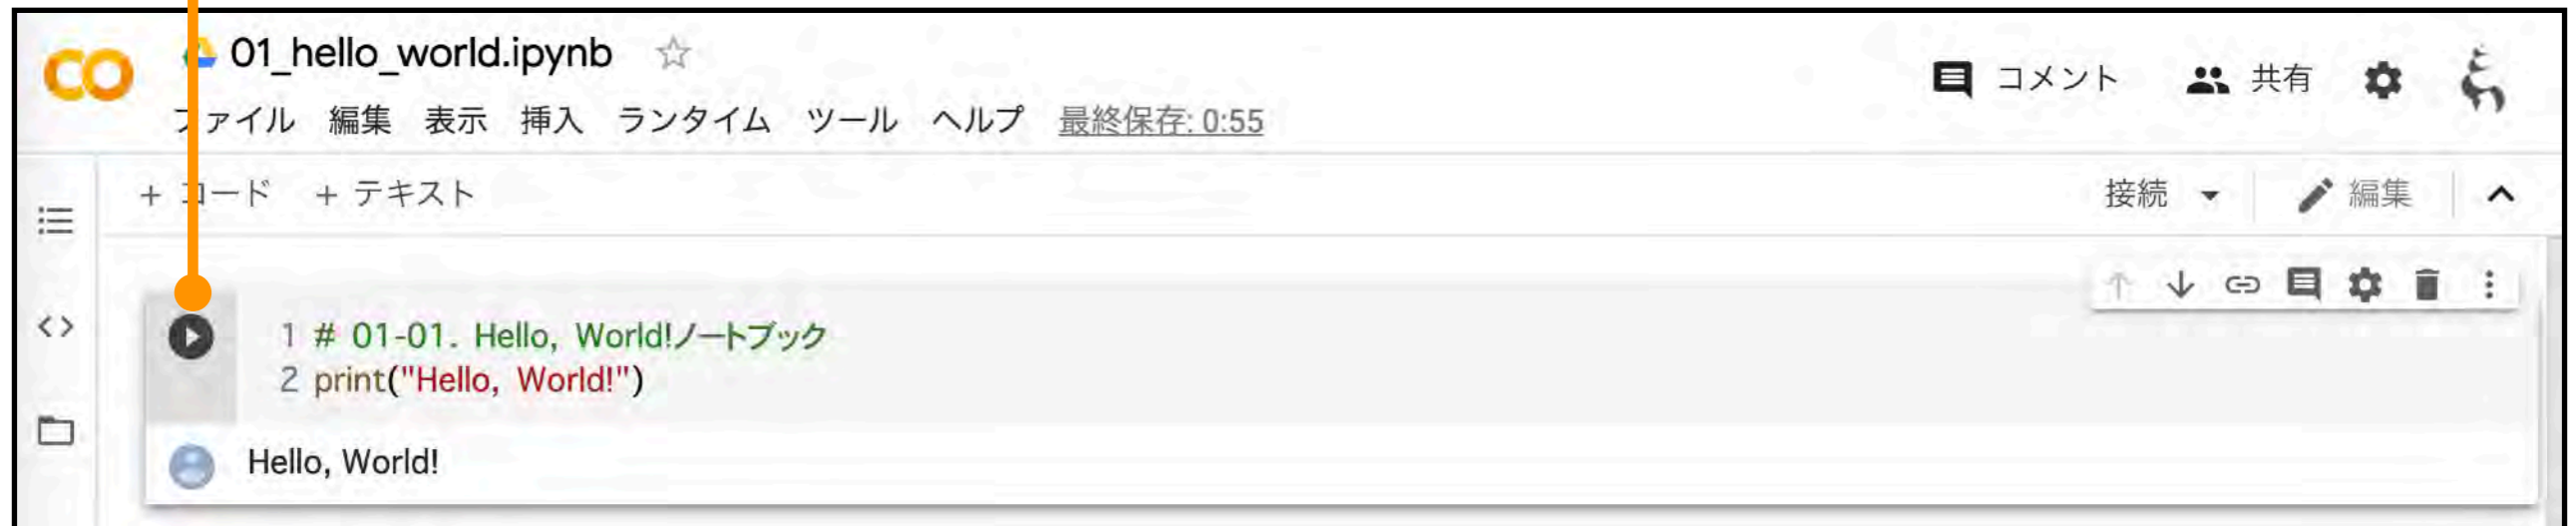 01_hello_world.ipynb
ファイル 編集 表示 挿入 ランタイム ツール ヘルプ 最終保存: 0:55
コメント 共有
+ コード + テキスト
接続 編集
1 # 01-01. Hello, World!ノートブック
2 print("Hello, World!")
Hello, World!